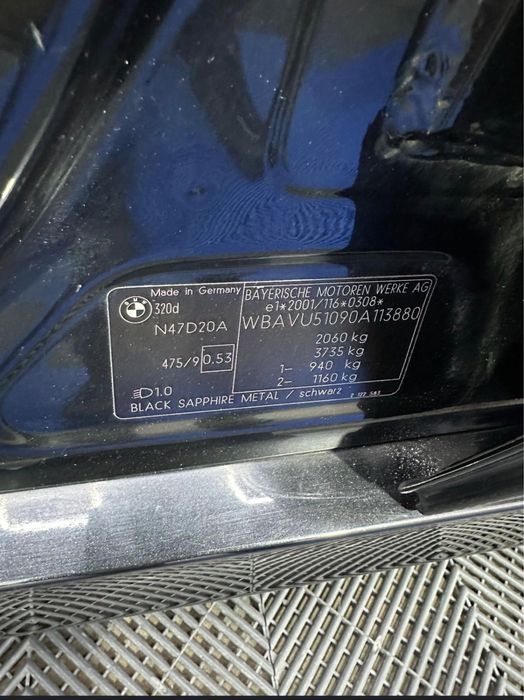 BMW
Made in Germany
320d
N47D20A
475/9 0.53
1.0
BLACK SAPPHIRE METAL / schwarz
BAYERISCHE MOTOREN WERKE AG
e1*2001/116*0308*
WBAVU51090A113880
2060 kg
3735 kg
1– 940 kg
2– 1160 kg